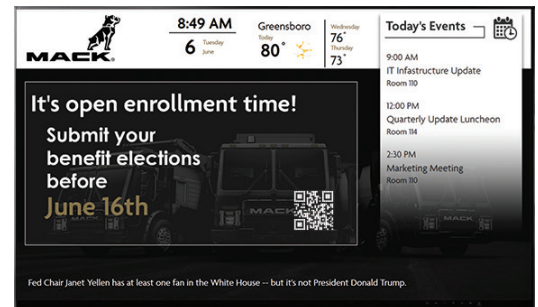 MACK.
8:49 AM
6 Tuesday June
Greensboro
Today
80°
Wednesday
76°
Thursday
73°
Today's Events
9:00 AM
IT Infastructure Update
Room 110
12:00 PM
Quarterly Update Luncheon
Room 114
2:30 PM
Marketing Meeting
Room 110
It's open enrollment time!
Submit your
benefit elections
before
June 16th
MACK
MACK
Fed Chair Janet Yellen has at least one fan in the White House -- but it's not President Donald Trump.